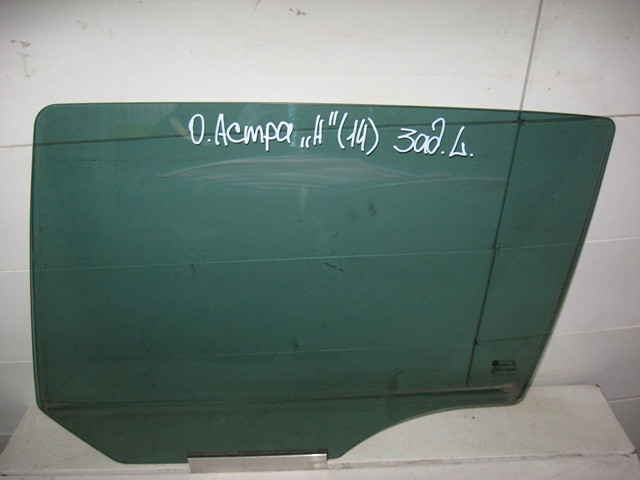 О. Астра „Н" (14) зад. L.